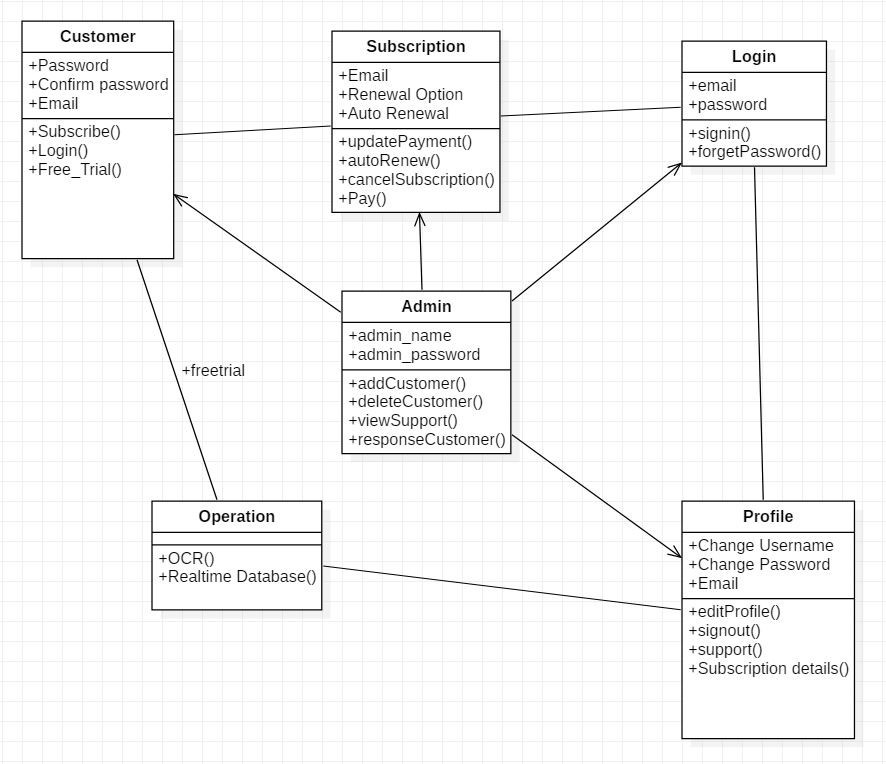 Customer
+Password
+Confirm password
+Email
+Subscribe()
+Login()
+Free_Trial()
Subscription
+Email
+Renewal Option
+Auto Renewal
+updatePayment()
+autoRenew()
+cancelSubscription()
+Pay()
Login
+email
+password
+signin()
+forgetPassword()
Admin
+admin_name
+admin_password
+addCustomer()
+deleteCustomer()
+viewSupport()
+responseCustomer()
+freetrial
Operation
+OCR()
+Realtime Database()
Profile
+Change Username
+Change Password
+Email
+editProfile()
+signout()
+support()
+Subscription details()